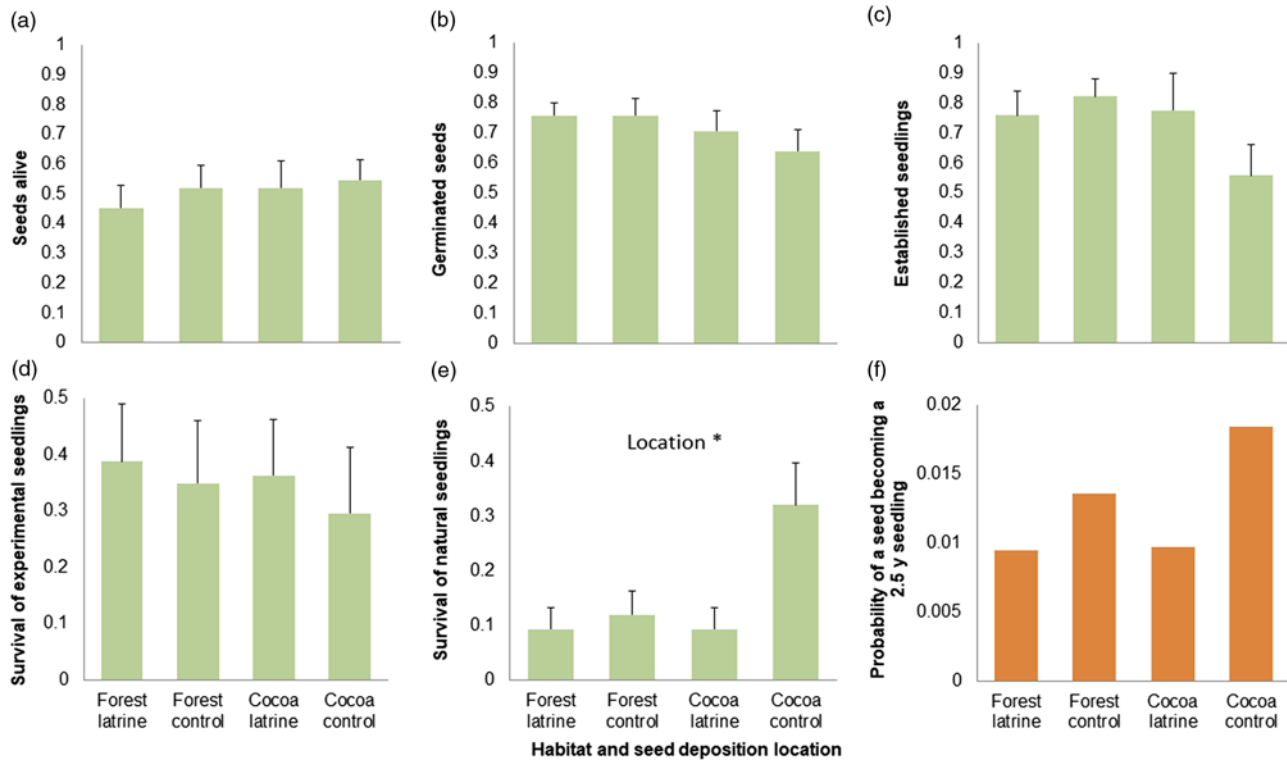 (a)
Seeds alive
1
0.9
0.8
0.7
0.6
0.5
0.4
0.3
0.2
0.1
0
(b)
Germinated seeds
1
0.9
0.8
0.7
0.6
0.5
0.4
0.3
0.2
0.1
0
(c)
Established seedlings
1
0.9
0.8
0.7
0.6
0.5
0.4
0.3
0.2
0.1
0
(d)
Survival of experimental seedlings
0.5
0.4
0.3
0.2
0.1
0
Forest
latrine
Forest
control
Cocoa
latrine
Cocoa
control
(e)
Survival of natural seedlings
0.5
0.4
0.3
0.2
0.1
0
Location *
Forest
latrine
Forest
control
Cocoa
latrine
Cocoa
control
(f)
Probability of a seed becoming a
2.5 y seedling
0.02
0.015
0.01
0.005
0
Forest
latrine
Forest
control
Cocoa
latrine
Cocoa
control
Habitat and seed deposition location